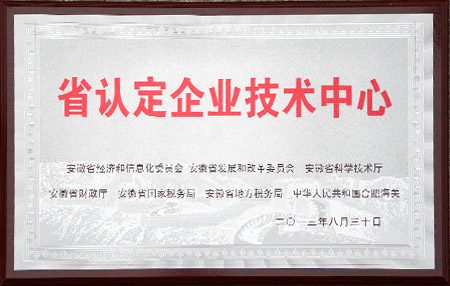 省认定企业技术中心
安徽省经济和信息化委员会 安徽省发展和改革委员会 安徽省科学技术厅
安徽省财政厅 安徽省国家税务局 安徽省地方税务局 中华人民共和国合肥海关
二〇一三年八月三十日